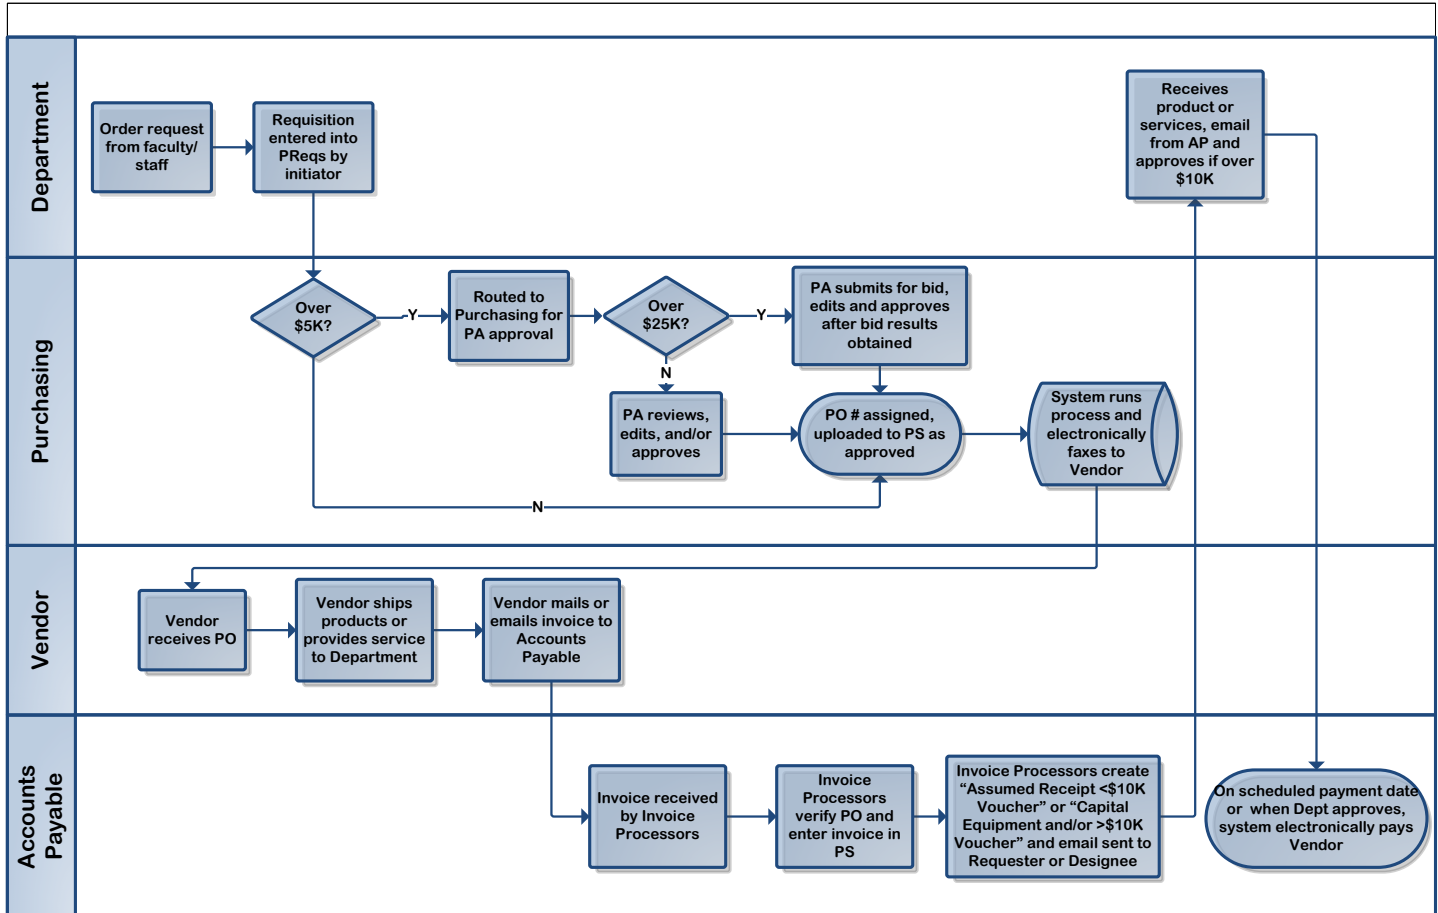 Department
Order request
from faculty/
staff
Requisition
entered into
PReqs by
initiator
Receives
product or
services, email
from AP and
approves if over
$10K
Purchasing
Over
$5K?
Y
Routed to
Purchasing for
PA approval
Over
$25K?
Y
PA submits for bid,
edits and approves
after bid results
obtained
N
PA reviews,
edits, and/or
approves
PO # assigned,
uploaded to PS as
approved
System runs
process and
electronically
faxes to
Vendor
N
Vendor
Vendor
receives PO
Vendor ships
products or
provides service
to Department
Vendor mails or
emails invoice to
Accounts
Payable
Accounts
Payable
Invoice received
by Invoice
Processors
Invoice
Processors
verify PO and
enter invoice in
PS
Invoice Processors create
“Assumed Receipt <$10K
Voucher” or “Capital
Equipment and/or >$10K
Voucher” and email sent to
Requester or Designee
On scheduled payment date
or when Dept approves,
system electronically pays
Vendor